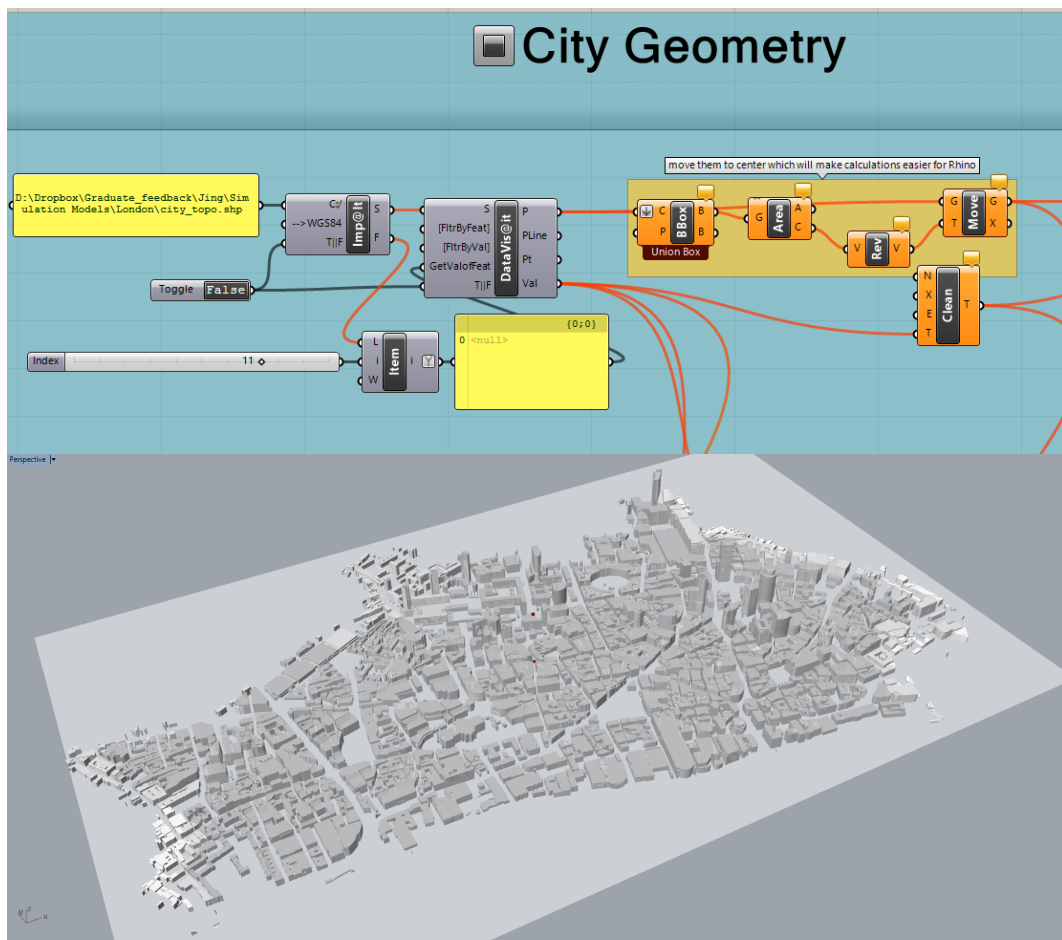 City Geometry
move them to center which will make calculations easier for Rhino
D:\Dropbox\Graduate_feedback\Jing\Sim
ulation Models\London\city_topo.shp
C:/
-->WGS84
T||F
Imp@It
S
F
S
[FltrByFeat]
[FltrByVal]
GetValofFeat
T||F
DataVis@it
P
PLine
Pt
Val
C
P
BBox
B
B
Union Box
G
Area
A
C
V
Rev
V
G
T
Move
G
X
N
X
E
T
Clean
T
Toggle False
Index
11
L
i
W
Item
i
{0;0}
0 <null>
Perspective
z
y
x